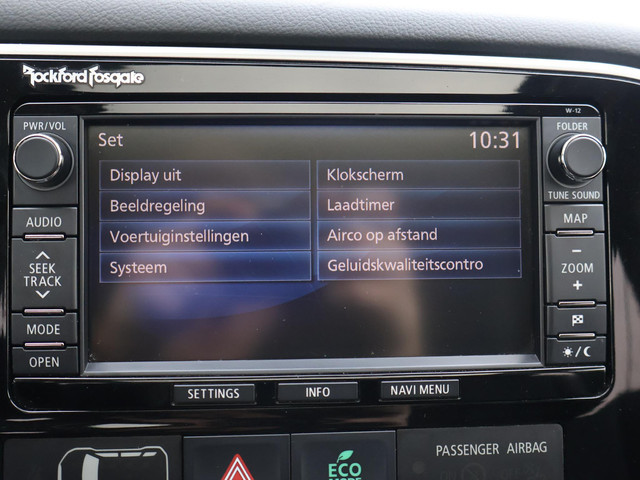 Rockford Fosgate
W-12
PWR/VOL
FOLDER
TUNE SOUND
AUDIO
SEEK
TRACK
MODE
OPEN
Set
10:31
Display uit
Klokscherm
Beeldregeling
Laadtimer
Voertuiginstellingen
Airco op afstand
Systeem
Geluidskwaliteitscontro
MAP
ZOOM
SETTINGS
INFO
NAVI MENU
ECO
MODE
PASSENGER AIRBAG